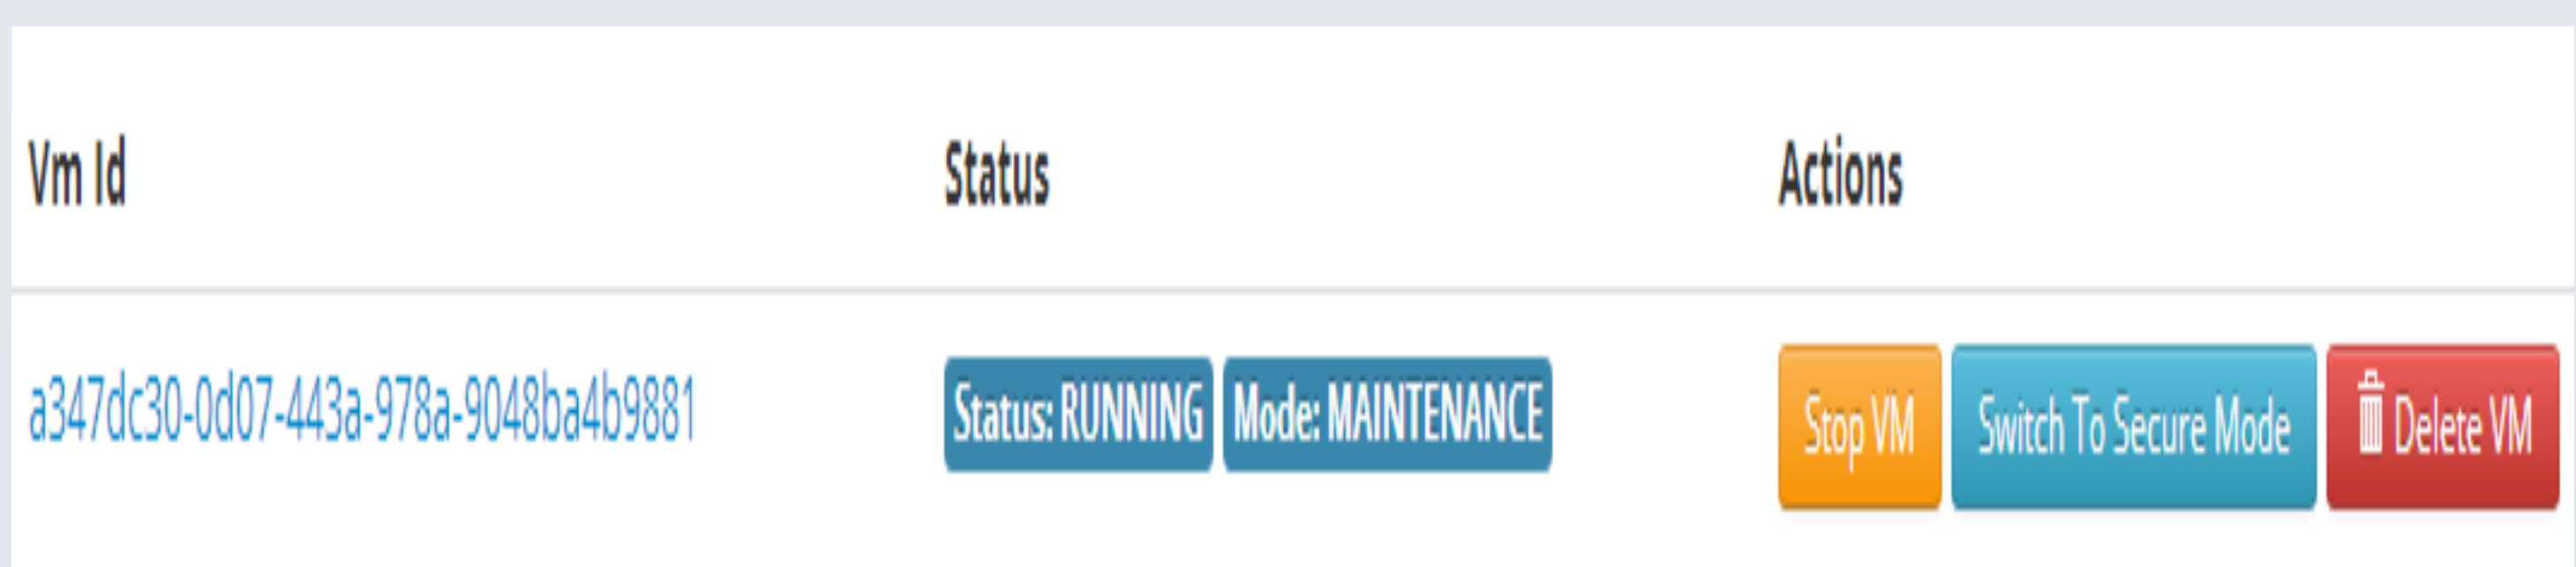 Vm Id Status Actions
a347dc30-0d07-443a-978a-9048ba4b9881 Status: RUNNING Mode: MAINTENANCE Stop VM Switch To Secure Mode Delete VM